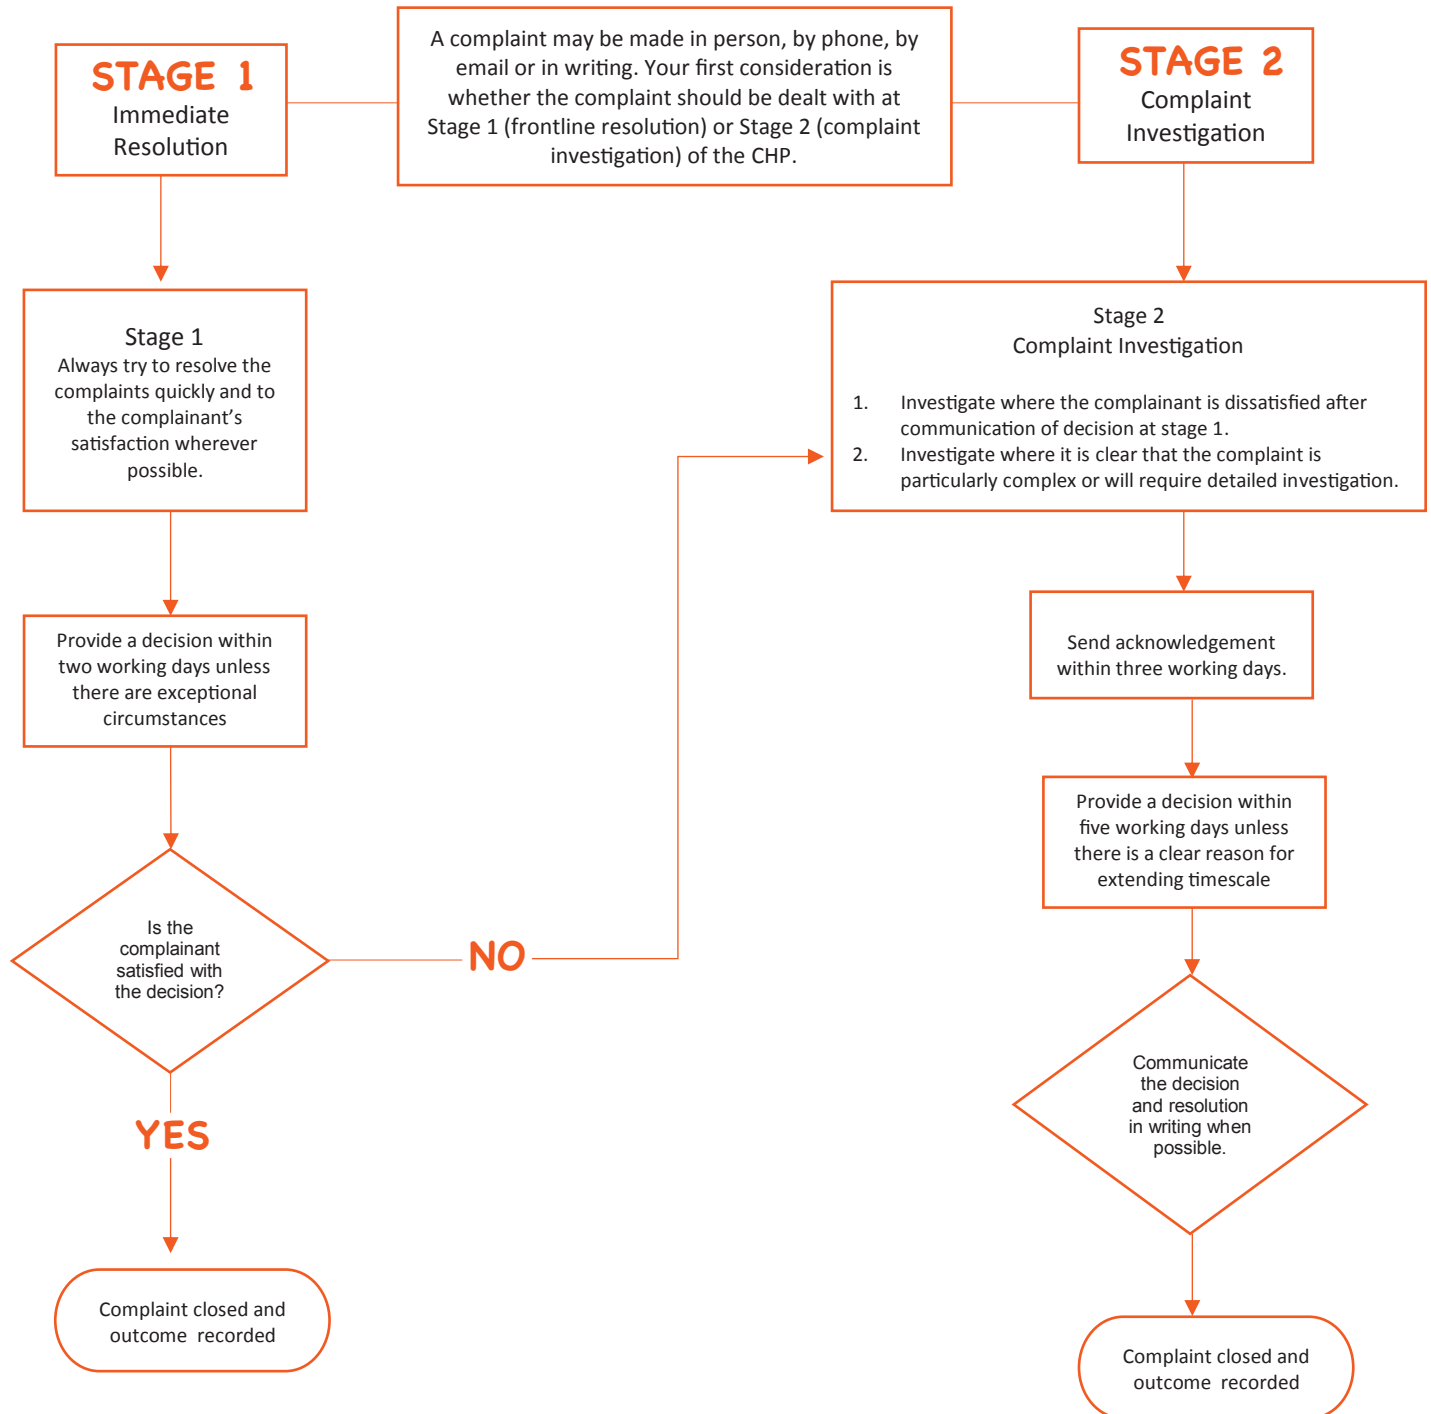 STAGE 1
Immediate
Resolution
A complaint may be made in person, by phone, by
email or in writing. Your first consideration is
whether the complaint should be dealt with at
Stage 1 (frontline resolution) or Stage 2 (complaint
investigation) of the CHP.
STAGE 2
Complaint
Investigation
Stage 1
Always try to resolve the
complaints quickly and to
the complainant’s
satisfaction wherever
possible.
Provide a decision within
two working days unless
there are exceptional
circumstances
Is the
complainant
satisfied with
the decision?
NO
YES
Complaint closed and
outcome recorded
Stage 2
Complaint Investigation
1. Investigate where the complainant is dissatisfied after
communication of decision at stage 1.
2. Investigate where it is clear that the complaint is
particularly complex or will require detailed investigation.
Send acknowledgement
within three working days.
Provide a decision within
five working days unless
there is a clear reason for
extending timescale
Communicate
the decision
and resolution
in writing when
possible.
Complaint closed and
outcome recorded